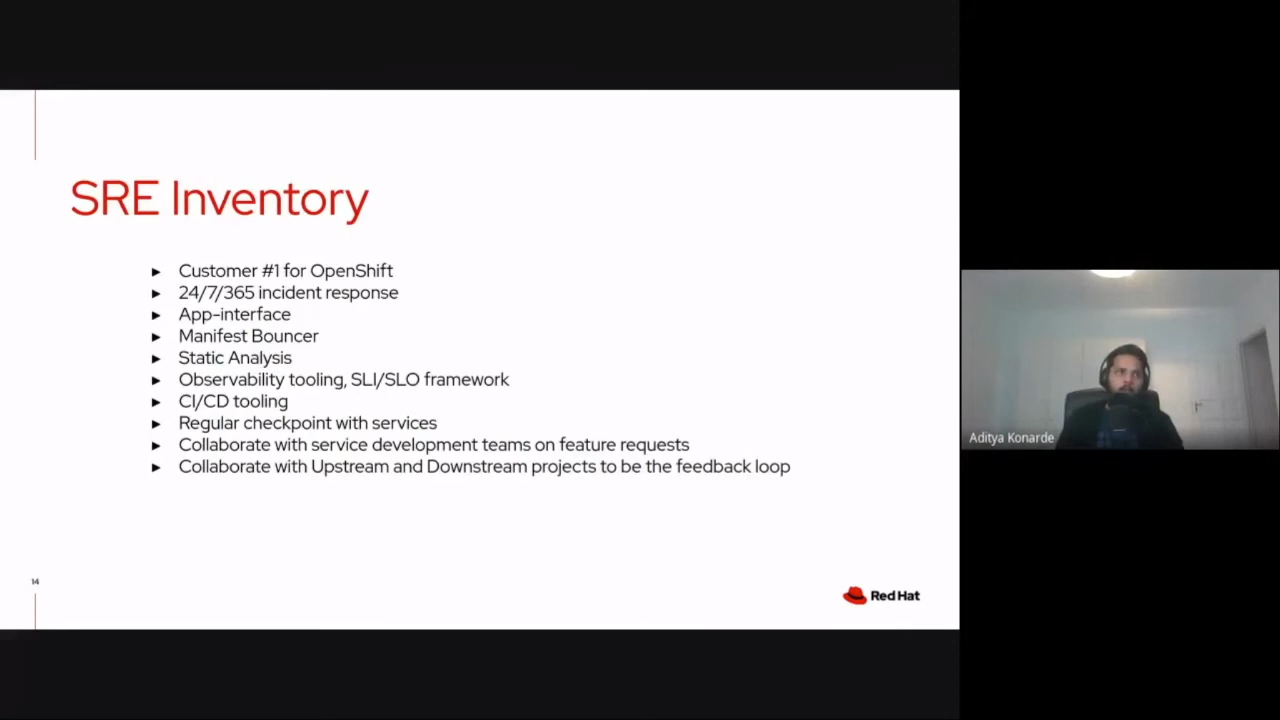 SRE Inventory
► Customer #1 for OpenShift
► 24/7/365 incident response
► App-interface
► Manifest Bouncer
► Static Analysis
► Observability tooling, SLI/SLO framework
► CI/CD tooling
► Regular checkpoint with services
► Collaborate with service development teams on feature requests
► Collaborate with Upstream and Downstream projects to be the feedback loop
14
Red Hat
Aditya Konarde